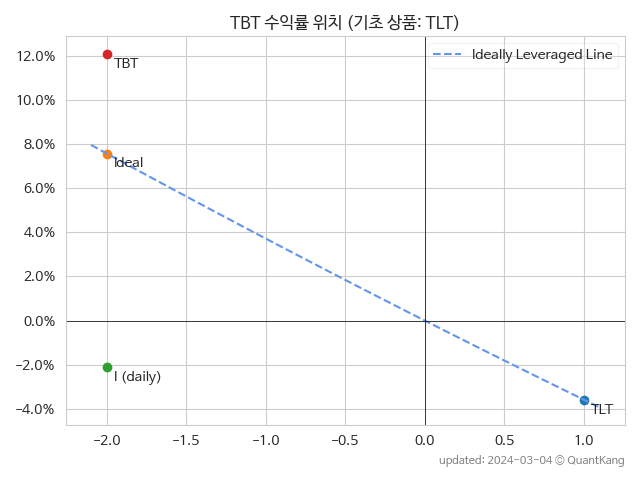 TBT 수익률 위치 (기초 상품: TLT)
Ideally Leveraged Line
12.0%
10.0%
8.0%
6.0%
4.0%
2.0%
0.0%
−2.0%
−4.0%
TBT
Ideal
I (daily)
TLT
−2.0 −1.5 −1.0 −0.5 0.0 0.5 1.0
updated: 2024-03-04 © QuantKang